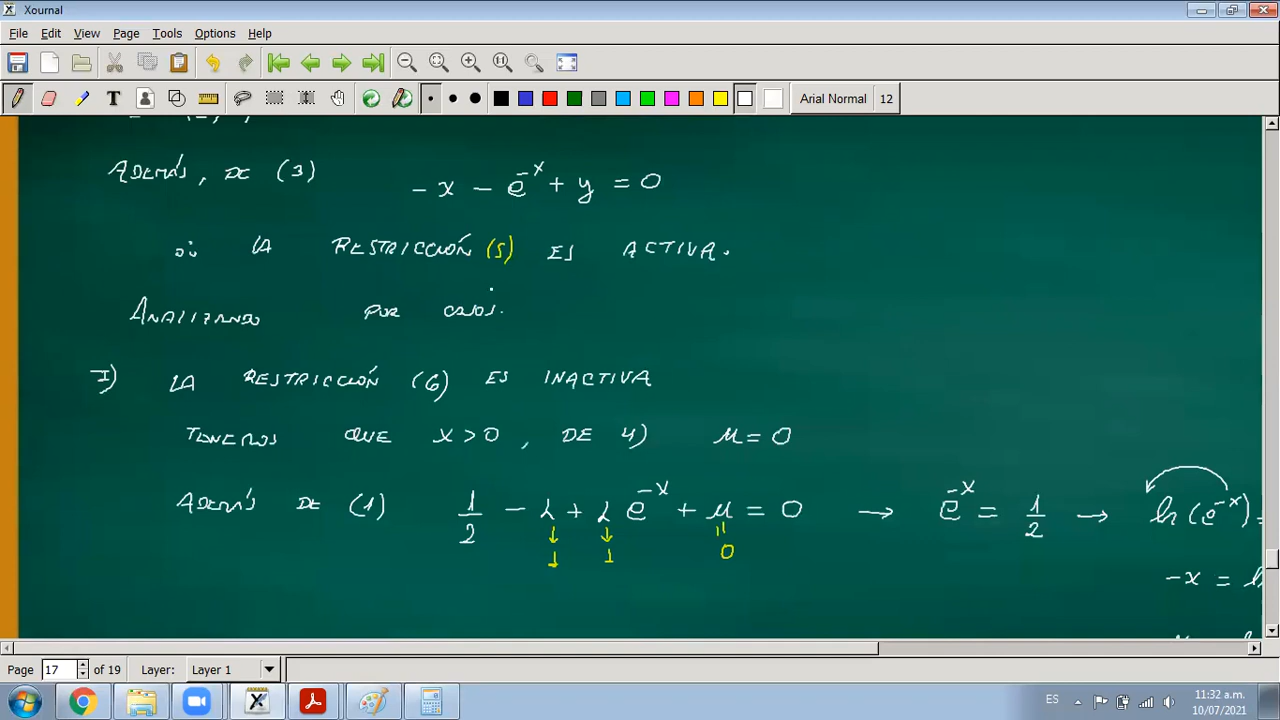 Xournal
File Edit View Page Tools Options Help
Arial Normal 12
ADEMÁS, DE (3) -x - e^{-x} + y = 0
∴ LA RESTRICCIÓN (5) ES ACTIVA.
ANALIZANDO POR CASOS.
I) LA RESTRICCIÓN (6) ES INACTIVA
TENEMOS QUE x > 0, DE 4) μ = 0
ADEMÁS DE (1) 1/2 - λ + λ e^{-x} + μ = 0 → e^{-x} = 1/2 → ln(e^{-x}) =
1 1 0
-x =
Page 17 of 19 Layer: Layer 1
ES 11:32 a.m.
10/07/2021